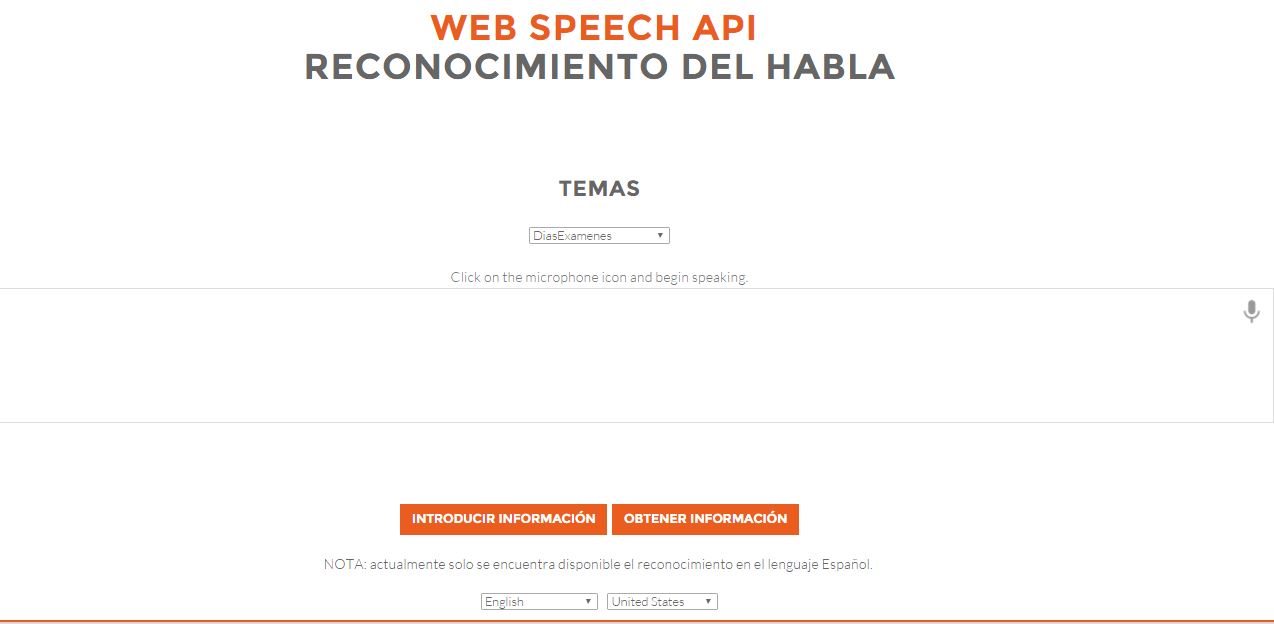 WEB SPEECH API
RECONOCIMIENTO DEL HABLA
TEMAS
DiasExamenes
Click on the microphone icon and begin speaking.
INTRODUCIR INFORMACIÓN OBTENER INFORMACIÓN
NOTA: actualmente solo se encuentra disponible el reconocimiento en el lenguaje Español.
English United States